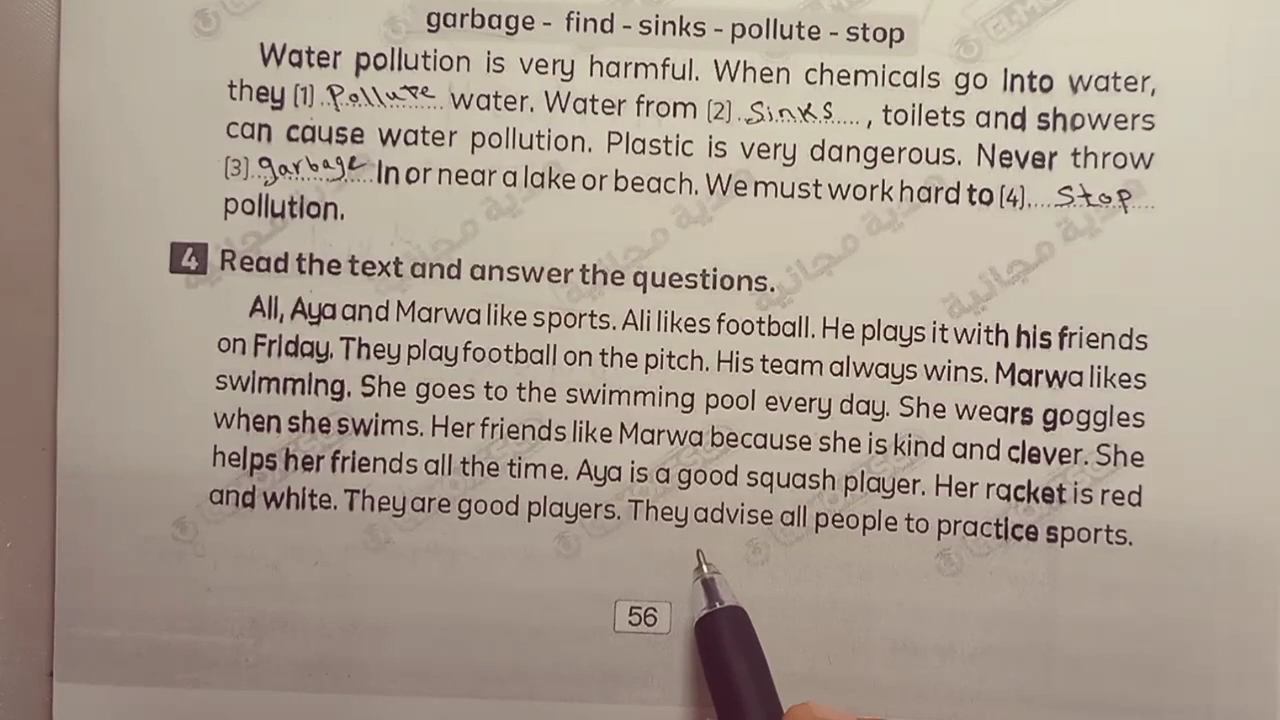 garbage - find - sinks - pollute - stop
Water pollution is very harmful. When chemicals go into water,
they (1) Pollute water. Water from (2) Sinks, toilets and showers
can cause water pollution. Plastic is very dangerous. Never throw
(3) garbage In or near a lake or beach. We must work hard to (4) Stop
pollution.
4 Read the text and answer the questions.
Ali, Aya and Marwa like sports. Ali likes football. He plays it with his friends
on Friday. They play football on the pitch. His team always wins. Marwa likes
swimming. She goes to the swimming pool every day. She wears goggles
when she swims. Her friends like Marwa because she is kind and clever. She
helps her friends all the time. Aya is a good squash player. Her racket is red
and white. They are good players. They advise all people to practice sports.
56